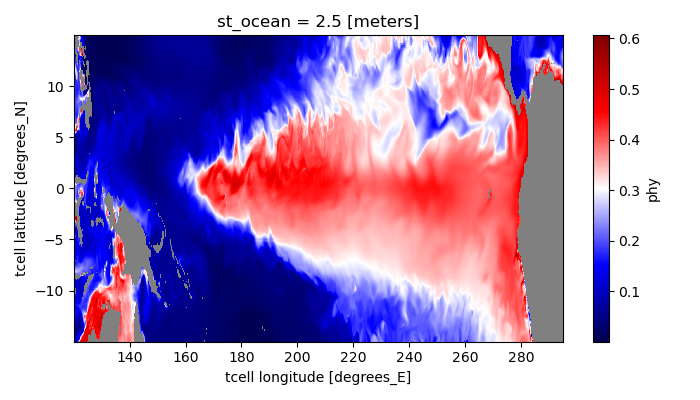 st_ocean = 2.5 [meters]
10
5
0
−5
−10
tcell latitude [degrees_N]
140 160 180 200 220 240 260 280
tcell longitude [degrees_E]
0.6
0.5
0.4
0.3
0.2
0.1
phy